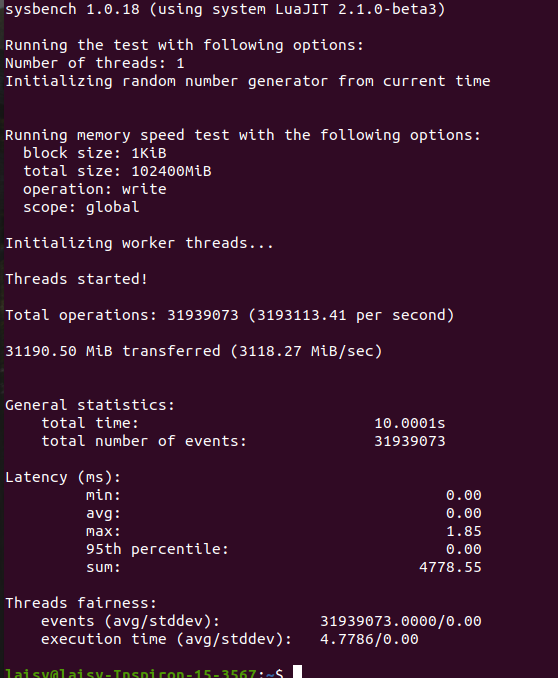 sysbench 1.0.18 (using system LuaJIT 2.1.0-beta3)
Running the test with following options:
Number of threads: 1
Initializing random number generator from current time
Running memory speed test with the following options:
block size: 1KiB
total size: 102400MiB
operation: write
scope: global
Initializing worker threads...
Threads started!
Total operations: 31939073 (3193113.41 per second)
31190.50 MiB transferred (3118.27 MiB/sec)
General statistics:
total time: 10.0001s
total number of events: 31939073
Latency (ms):
min: 0.00
avg: 0.00
max: 1.85
95th percentile: 0.00
sum: 4778.55
Threads fairness:
events (avg/stddev): 31939073.0000/0.00
execution time (avg/stddev): 4.7786/0.00
laisy@laisy-Inspiron-15-3567:~$